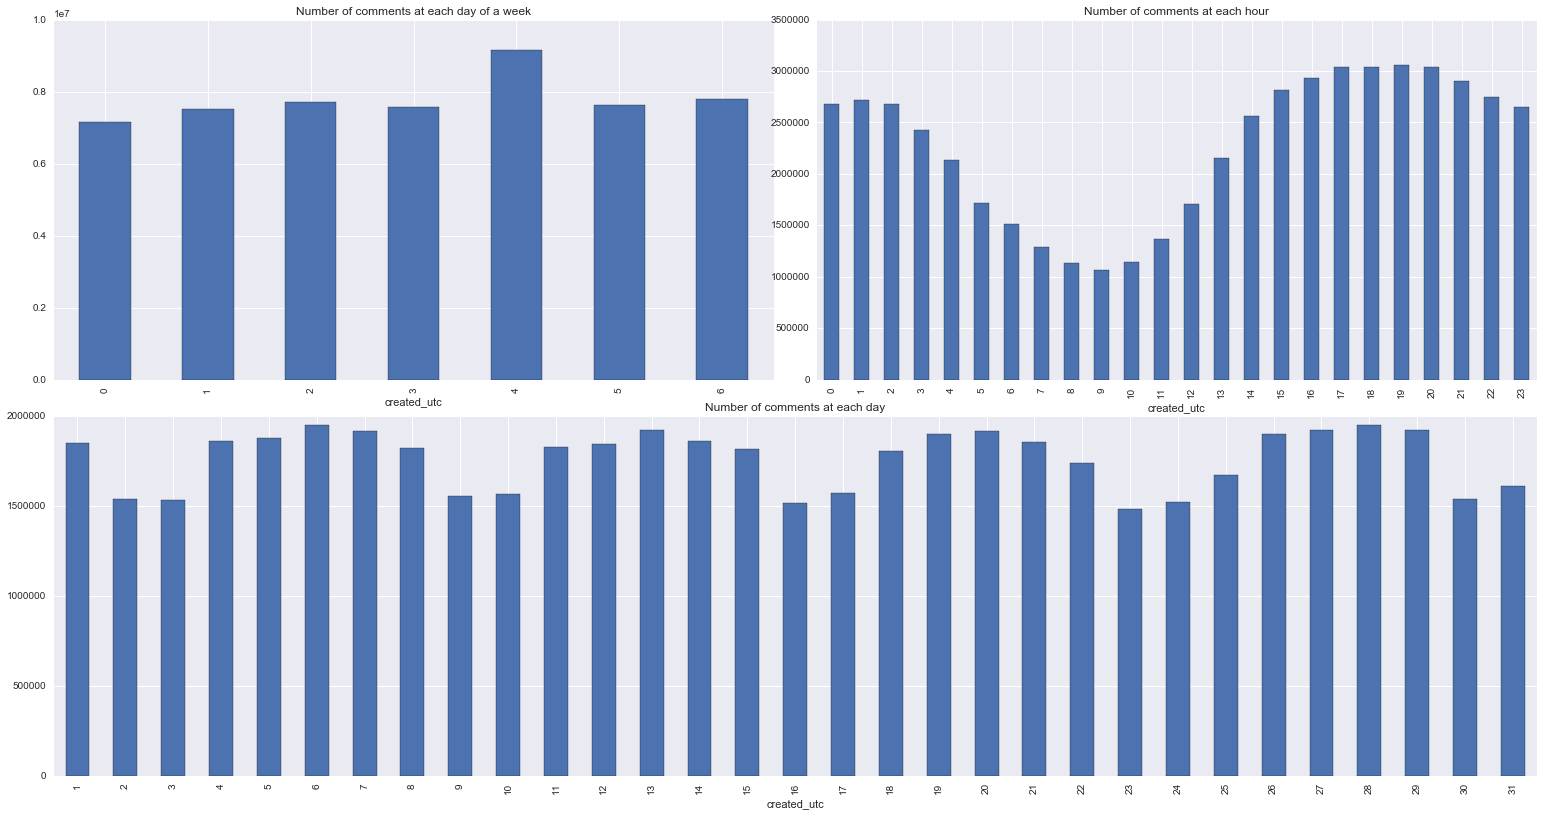 Number of comments at each day of a week
1e7
1.0
0.8
0.6
0.4
0.2
0.0
0 1 2 3 4 5 6
created_utc
Number of comments at each hour
3500000
3000000
2500000
2000000
1500000
1000000
500000
0
0 1 2 3 4 5 6 7 8 9 10 11 12 13 14 15 16 17 18 19 20 21 22 23
created_utc
Number of comments at each day
2000000
1500000
1000000
500000
0
1 2 3 4 5 6 7 8 9 10 11 12 13 14 15 16 17 18 19 20 21 22 23 24 25 26 27 28 29 30 31
created_utc